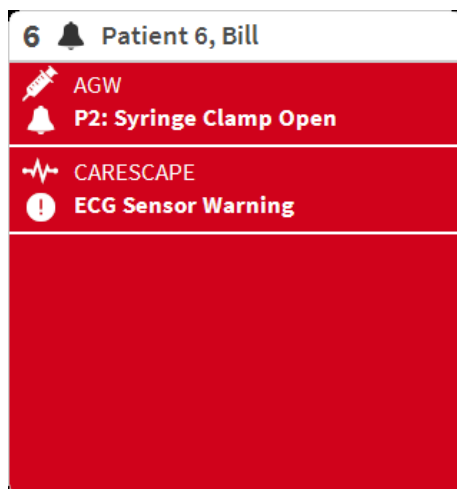 6 Patient 6, Bill
AGW
P2: Syringe Clamp Open
CARESCAPE
ECG Sensor Warning